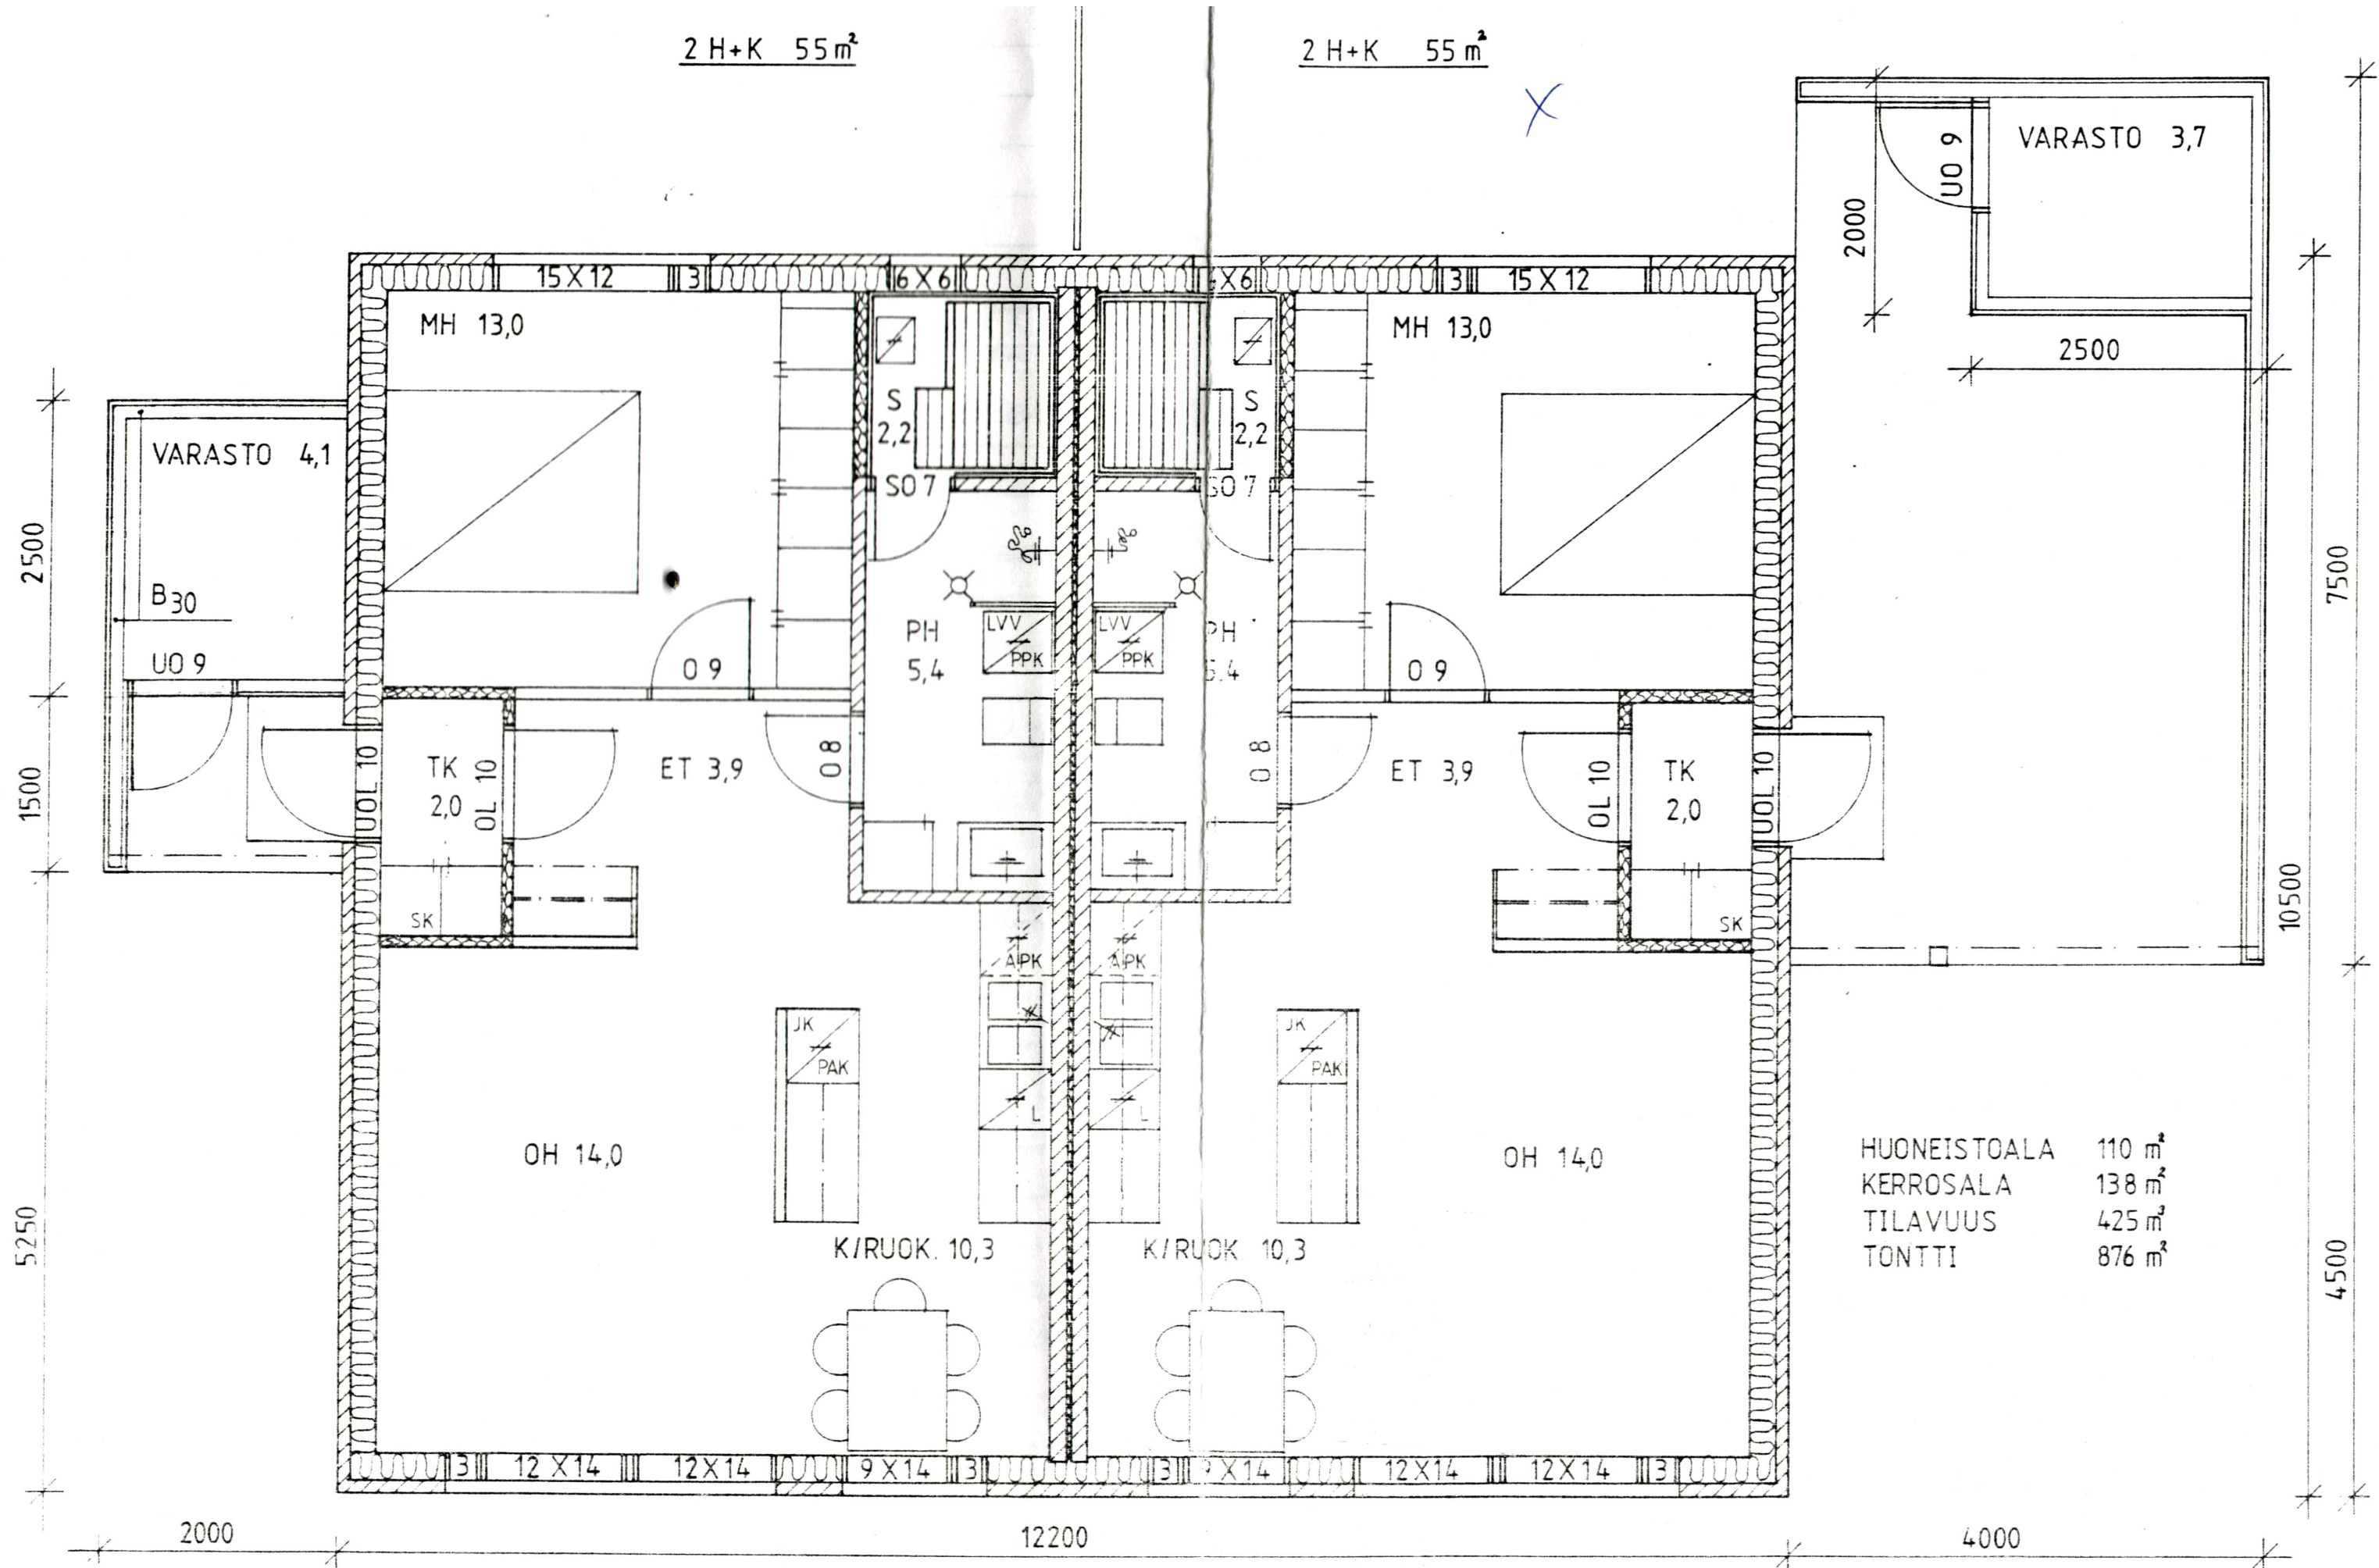 2 H+K 55 m²
2 H+K 55 m²
X
VARASTO 3,7
UO 9
2000
2500
15 X 12
3
6 X 6
X6
3
15 X 12
MH 13,0
MH 13,0
S
2,2
S
2,2
SO 7
SO 7
VARASTO 4,1
B30
UO 9
2500
1500
5250
7500
10500
4500
O 9
O 9
PH
5,4
LVV
PPK
LVV
PPK
PH
5.4
UOL 10
TK
2,0
OL 10
ET 3,9
O 8
O 8
ET 3,9
OL 10
TK
2,0
UOL 10
SK
SK
APK
APK
JK
PAK
JK
PAK
L
L
OH 14,0
OH 14,0
K/RUOK. 10,3
K/RUOK 10,3
HUONEISTOALA 110 m²
KERROSALA 138 m²
TILAVUUS 425 m³
TONTTI 876 m²
3
12 X 14
12 X 14
9 X 14
3
3
9 X 14
12 X 14
12 X 14
3
2000
12200
4000